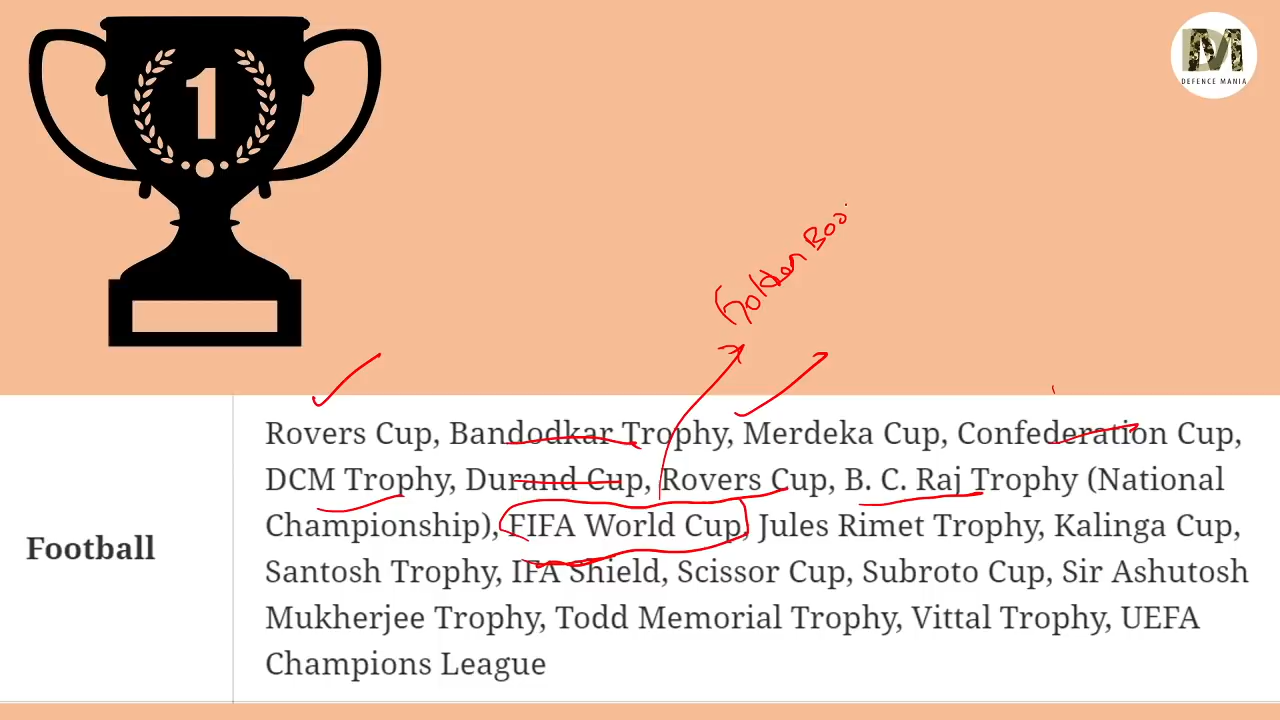 1
DM
DEFENCE MANIA
Golden Boo
Rovers Cup, Bandodkar Trophy, Merdeka Cup, Confederation Cup,
DCM Trophy, Durand Cup, Rovers Cup, B. C. Raj Trophy (National
Championship), FIFA World Cup, Jules Rimet Trophy, Kalinga Cup,
Football
Santosh Trophy, IFA Shield, Scissor Cup, Subroto Cup, Sir Ashutosh
Mukherjee Trophy, Todd Memorial Trophy, Vittal Trophy, UEFA
Champions League